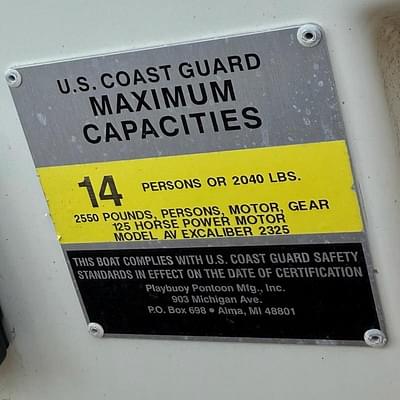 U.S. COAST GUARD
MAXIMUM
CAPACITIES
14 PERSONS OR 2040 LBS.
2550 POUNDS, PERSONS, MOTOR, GEAR
125 HORSE POWER MOTOR
MODEL AV EXCALIBER 2325
THIS BOAT COMPLIES WITH U.S. COAST GUARD SAFETY
STANDARDS IN EFFECT ON THE DATE OF CERTIFICATION
Playbuoy Pontoon Mfg., Inc.
903 Michigan Ave.
P.O. Box 698 • Alma, MI 48801